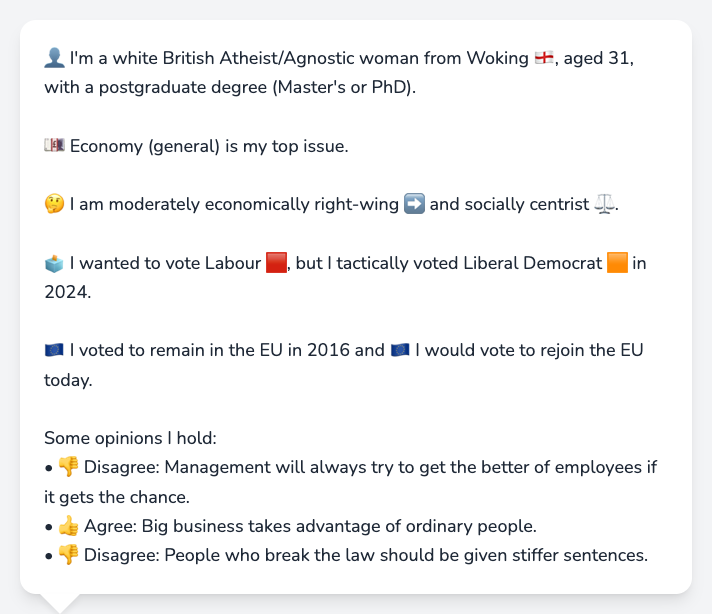 👤 I'm a white British Atheist/Agnostic woman from Woking 🏴󠁧󠁢󠁥󠁮󠁧󠁿, aged 31,
with a postgraduate degree (Master's or PhD).
💷 Economy (general) is my top issue.
🤔 I am moderately economically right-wing ➡️ and socially centrist ⚖️.
🗳️ I wanted to vote Labour 🟥, but I tactically voted Liberal Democrat 🟧 in
2024.
🇪🇺 I voted to remain in the EU in 2016 and 🇪🇺 I would vote to rejoin the EU
today.
Some opinions I hold:
• 👎 Disagree: Management will always try to get the better of employees if
it gets the chance.
• 👍 Agree: Big business takes advantage of ordinary people.
• 👎 Disagree: People who break the law should be given stiffer sentences.